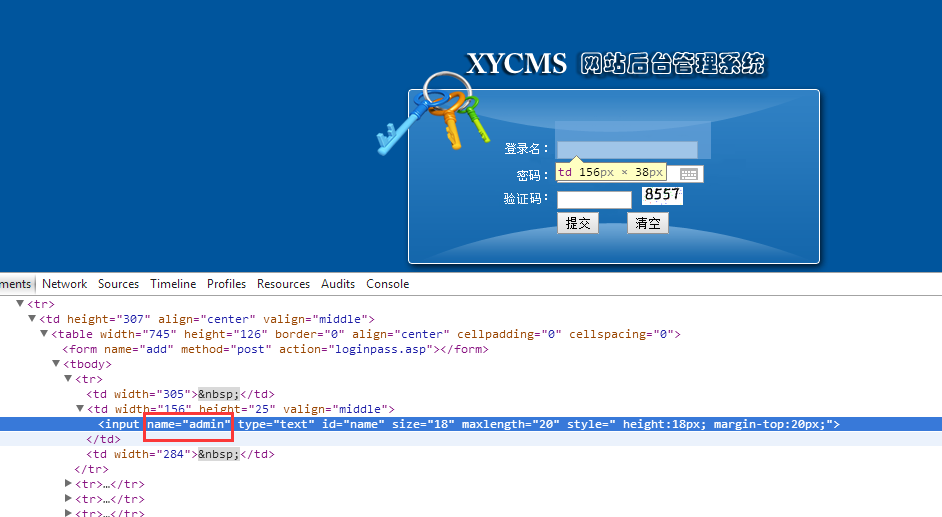 XYCMS 网站后台管理系统
登录名：
td 156px × 38px
密码：
验证码：
8557
提交 清空
ments Network Sources Timeline Profiles Resources Audits Console
▼<tr>
▼<td height="307" align="center" valign="middle">
▼<table width="745" height="126" border="0" align="center" cellpadding="0" cellspacing="0">
<form name="add" method="post" action="loginpass.asp"></form>
▼<tbody>
▼<tr>
<td width="305">&nbsp;</td>
▼<td width="156" height="25" valign="middle">
<input name="admin" type="text" id="name" size="18" maxlength="20" style=" height:18px; margin-top:20px;">
</td>
<td width="284">&nbsp;</td>
</tr>
▶<tr>…</tr>
▶<tr>…</tr>
▶<tr>…</tr>